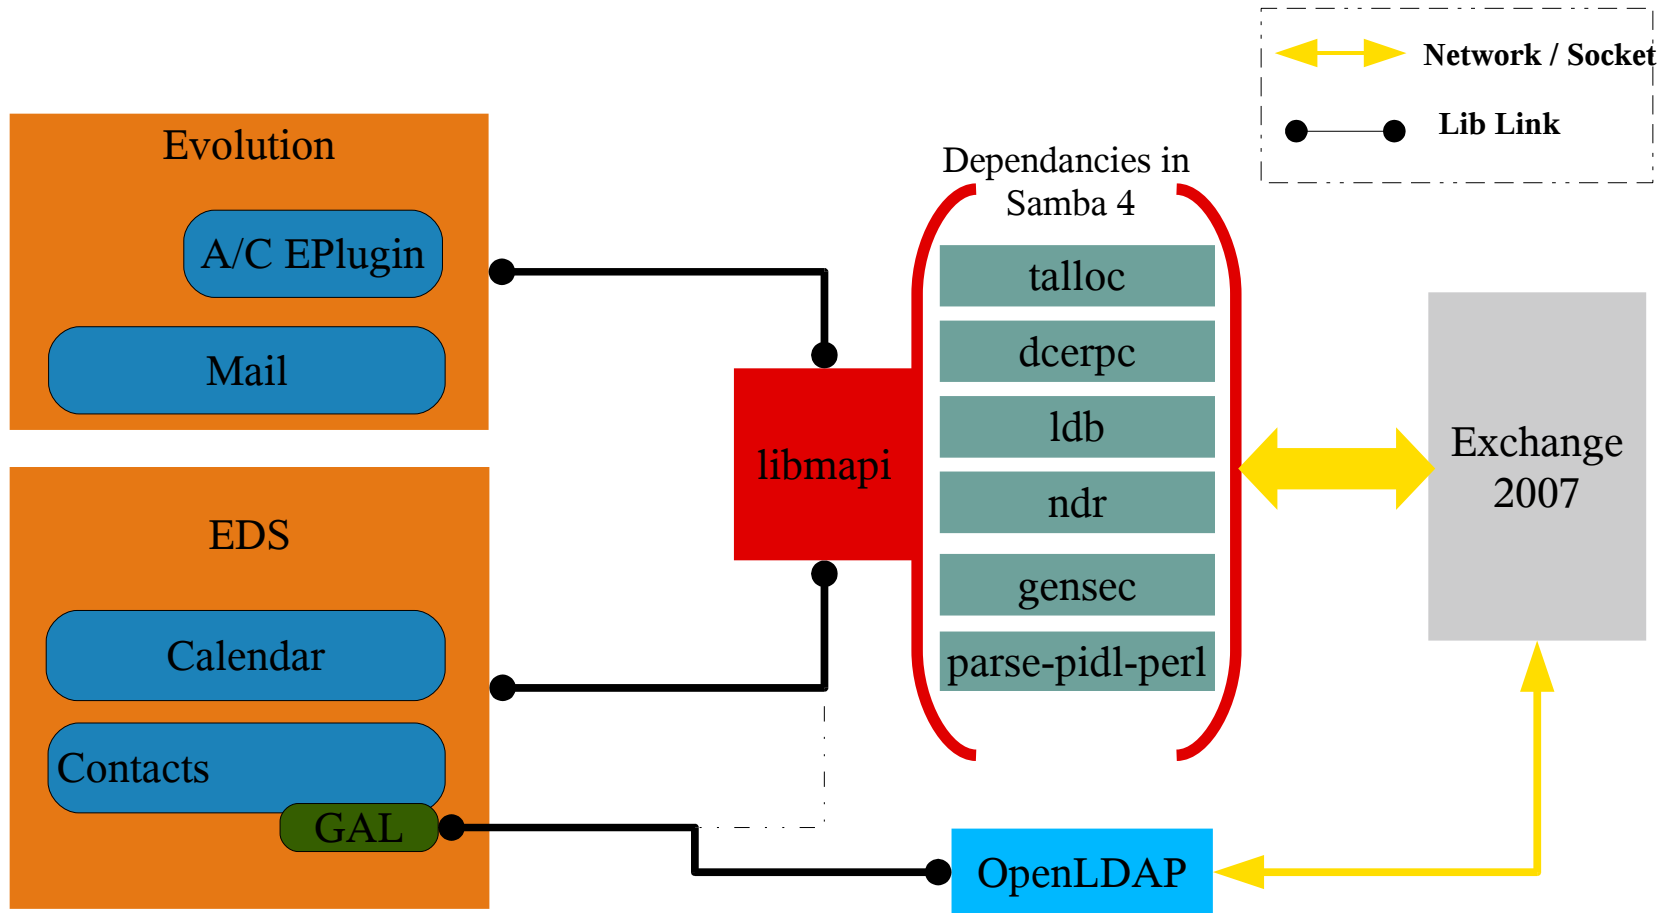 Network / Socket
Lib Link
Evolution
A/C EPlugin
Mail
EDS
Calendar
Contacts
GAL
libmapi
Dependancies in
Samba 4
talloc
dcerpc
ldb
ndr
gensec
parse-pidl-perl
Exchange
2007
OpenLDAP